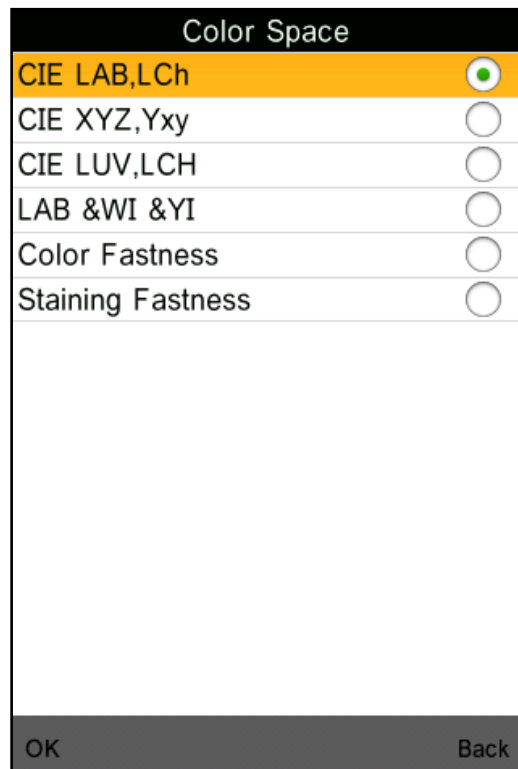 Color Space
CIE LAB,LCh
CIE XYZ,Yxy
CIE LUV,LCH
LAB &WI &YI
Color Fastness
Staining Fastness
OK Back